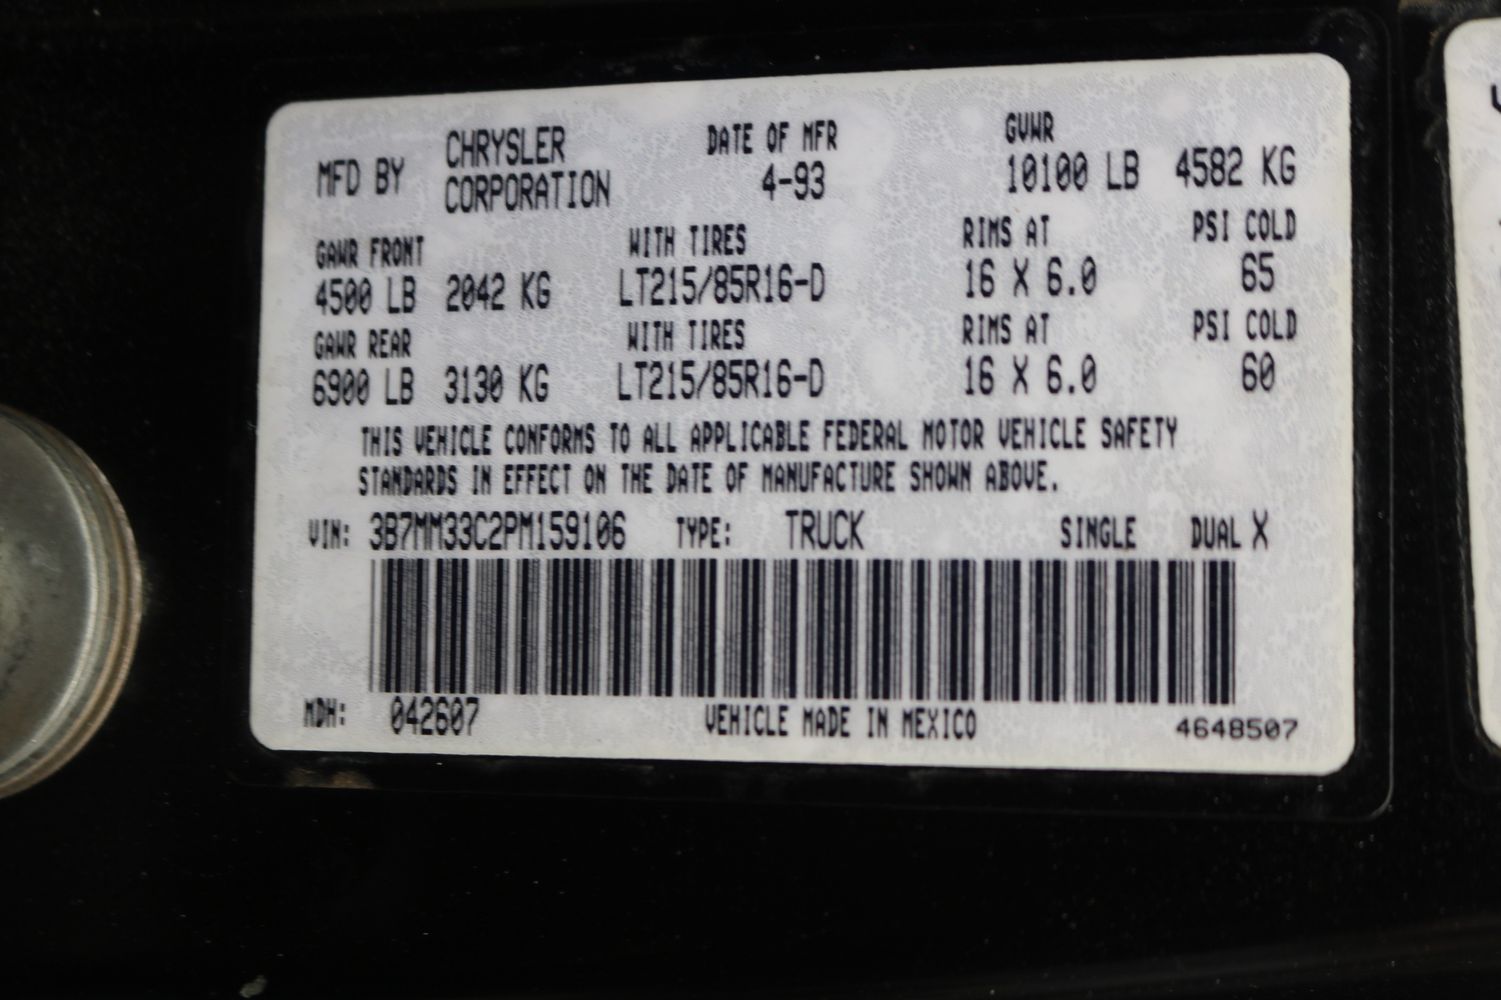 MFD BY CHRYSLER CORPORATION DATE OF MFR 4-93 GVWR 10100 LB 4582 KG
GAWR FRONT WITH TIRES RIMS AT PSI COLD
4500 LB 2042 KG LT215/85R16-D 16 X 6.0 65
GAWR REAR WITH TIRES RIMS AT PSI COLD
6900 LB 3130 KG LT215/85R16-D 16 X 6.0 60
THIS VEHICLE CONFORMS TO ALL APPLICABLE FEDERAL MOTOR VEHICLE SAFETY
STANDARDS IN EFFECT ON THE DATE OF MANUFACTURE SHOWN ABOVE.
VIN: 3B7MM33C2PM159106 TYPE: TRUCK SINGLE DUAL X
MDH: 042607 VEHICLE MADE IN MEXICO 4648507